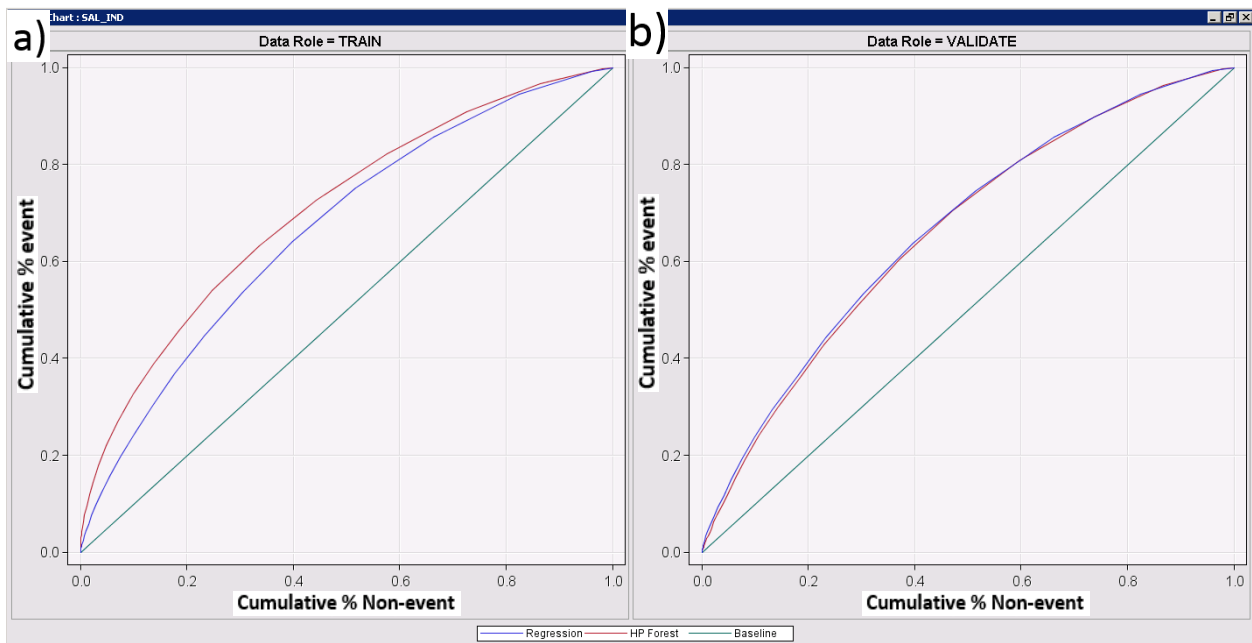 Chart : SAL_IND
a)
Data Role = TRAIN
1.0
0.8
0.6
0.4
0.2
0.0
Cumulative % event
0.0 0.2 0.4 0.6 0.8 1.0
Cumulative % Non-event
b)
Data Role = VALIDATE
1.0
0.8
0.6
0.4
0.2
0.0
Cumulative % event
0.0 0.2 0.4 0.6 0.8 1.0
Cumulative % Non-event
Regression HP Forest Baseline